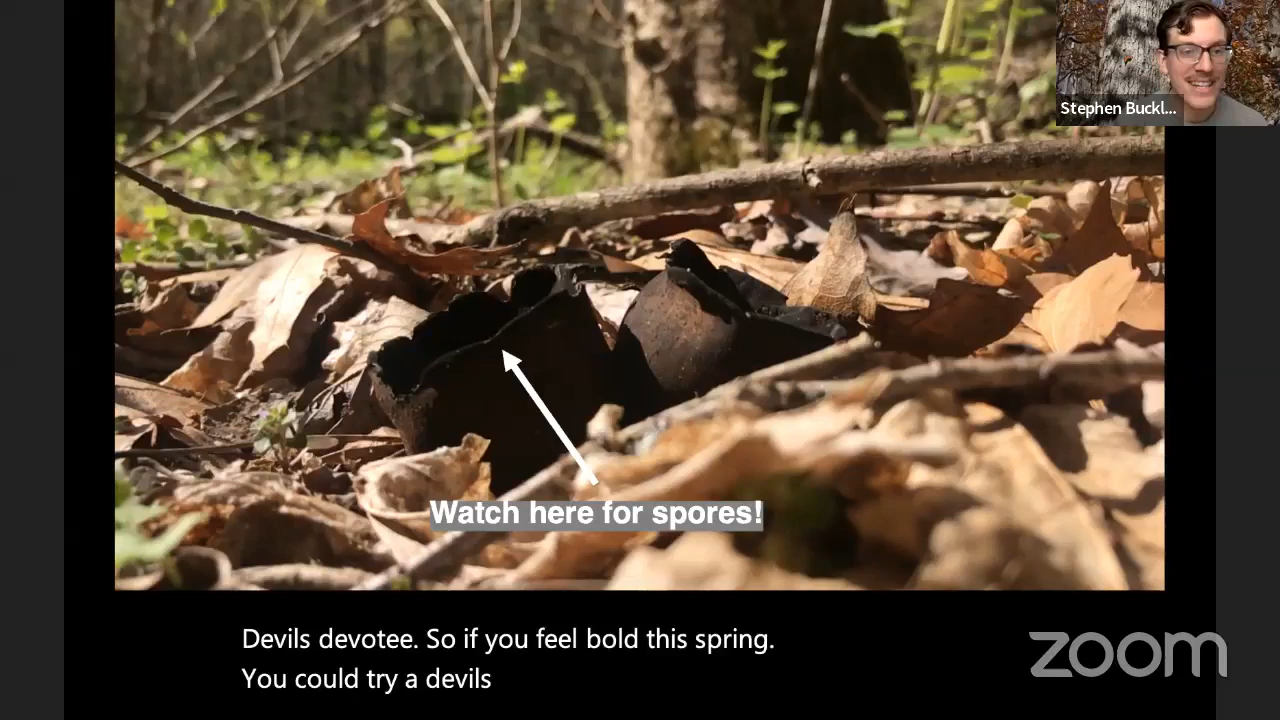 Stephen Buckl...
Watch here for spores!
Devils devotee. So if you feel bold this spring.
You could try a devils
zoom